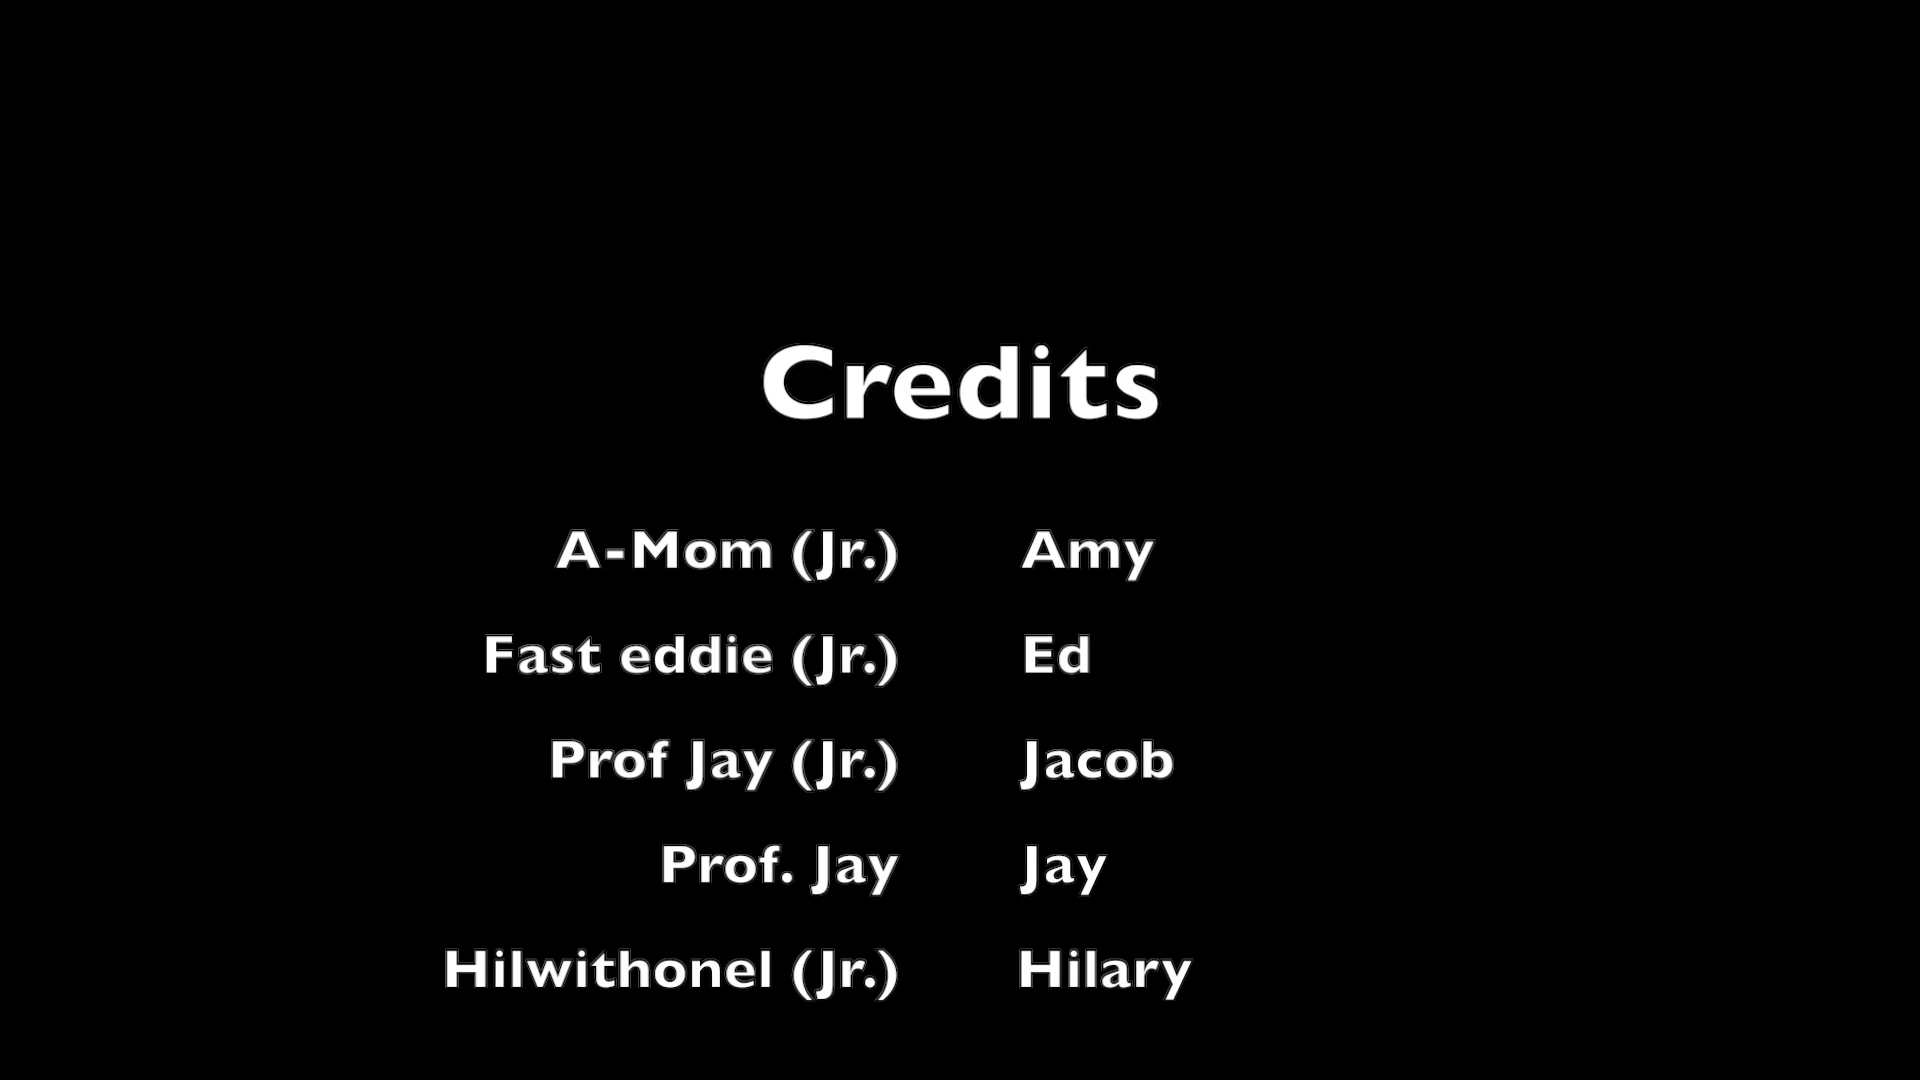 Credits
A-Mom (Jr.) Amy
Fast eddie (Jr.) Ed
Prof Jay (Jr.) Jacob
Prof. Jay Jay
Hilwithonel (Jr.) Hilary